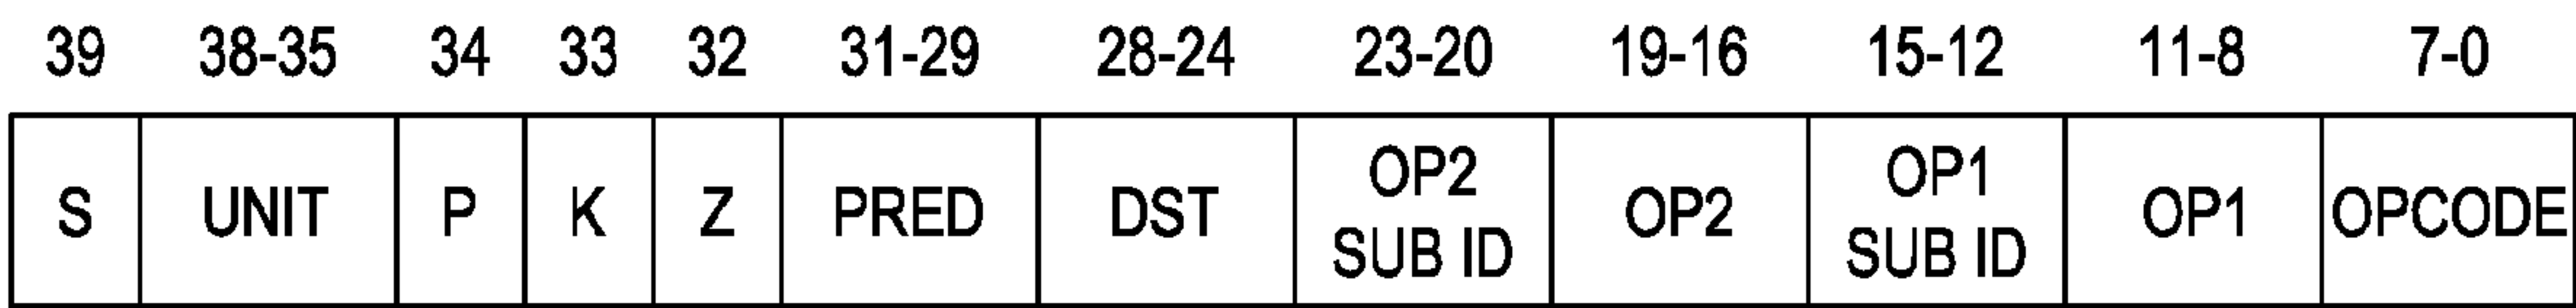 39 38-35 34 33 32 31-29 28-24 23-20 19-16 15-12 11-8 7-0
S UNIT P K Z PRED DST OP2 SUB ID OP2 OP1 SUB ID OP1 OPCODE